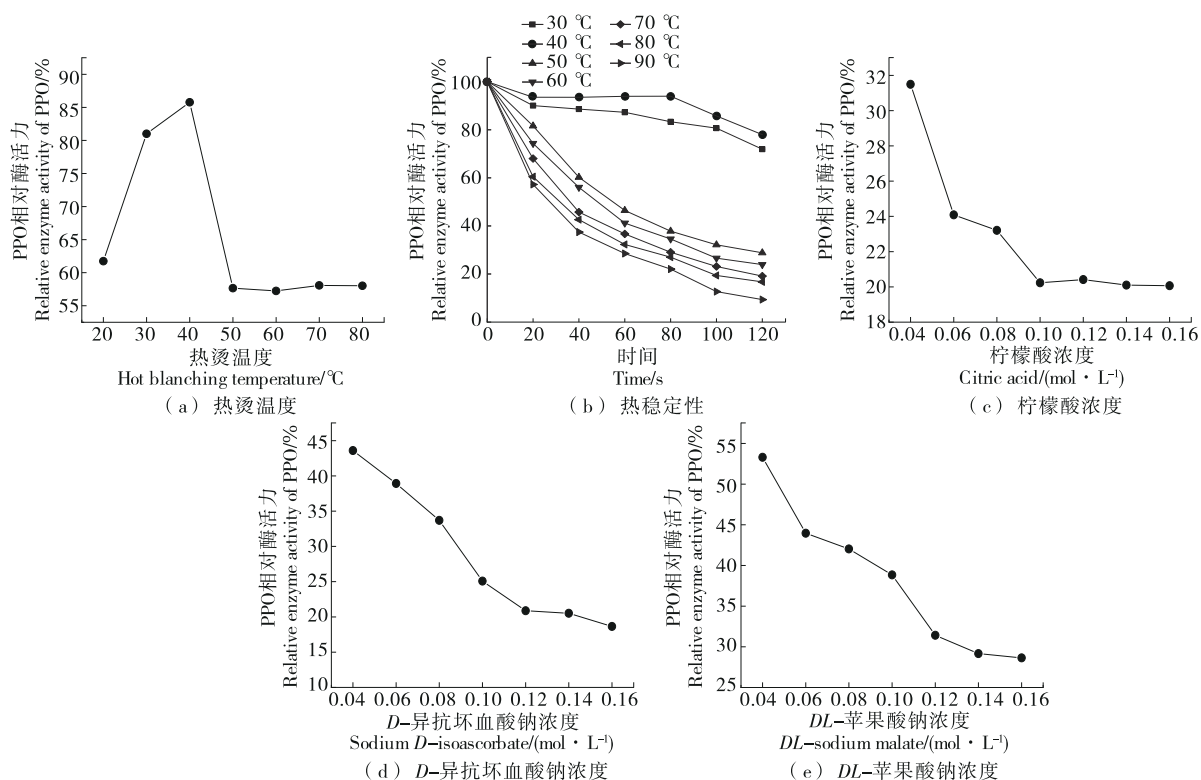 PPO相对酶活力
Relative enzyme activity of PPO/%
90
85
80
75
70
65
60
55
20 30 40 50 60 70 80
热烫温度
Hot blanching temperature/℃
(a) 热烫温度
30 ℃ 70 ℃
40 ℃ 80 ℃
50 ℃ 90 ℃
60 ℃
PPO相对酶活力
Relative enzyme activity of PPO/%
100
80
60
40
20
0
0 20 40 60 80 100 120
时间
Time/s
(b) 热稳定性
PPO相对酶活力
Relative enzyme activity of PPO/%
32
30
28
26
24
22
20
18
0.04 0.06 0.08 0.10 0.12 0.14 0.16
柠檬酸浓度
Citric acid/(mol·L⁻¹)
(c) 柠檬酸浓度
PPO相对酶活力
Relative enzyme activity of PPO/%
45
40
35
30
25
20
15
10
0.04 0.06 0.08 0.10 0.12 0.14 0.16
D-异抗坏血酸钠浓度
Sodium D-isoascorbate/(mol·L⁻¹)
(d) D-异抗坏血酸钠浓度
PPO相对酶活力
Relative enzyme activity of PPO/%
55
50
45
40
35
30
25
0.04 0.06 0.08 0.10 0.12 0.14 0.16
DL-苹果酸钠浓度
DL-sodium malate/(mol·L⁻¹)
(e) DL-苹果酸钠浓度